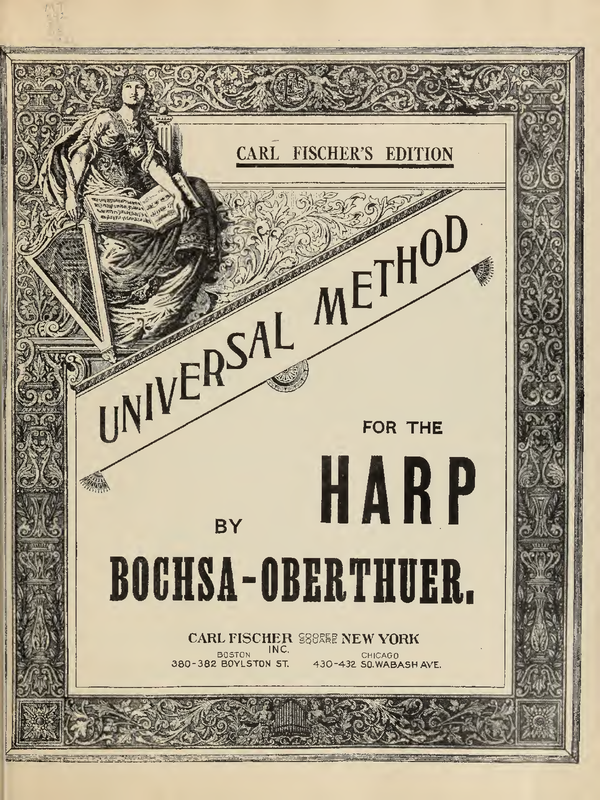 CARL FISCHER'S EDITION
UNIVERSAL METHOD
FOR THE
HARP
BY
BOCHSA-OBERTHUER.
CARL FISCHER INC. COOPER SQUARE NEW YORK
BOSTON CHICAGO
380-382 BOYLSTON ST. 430-432 SO. WABASH AVE.